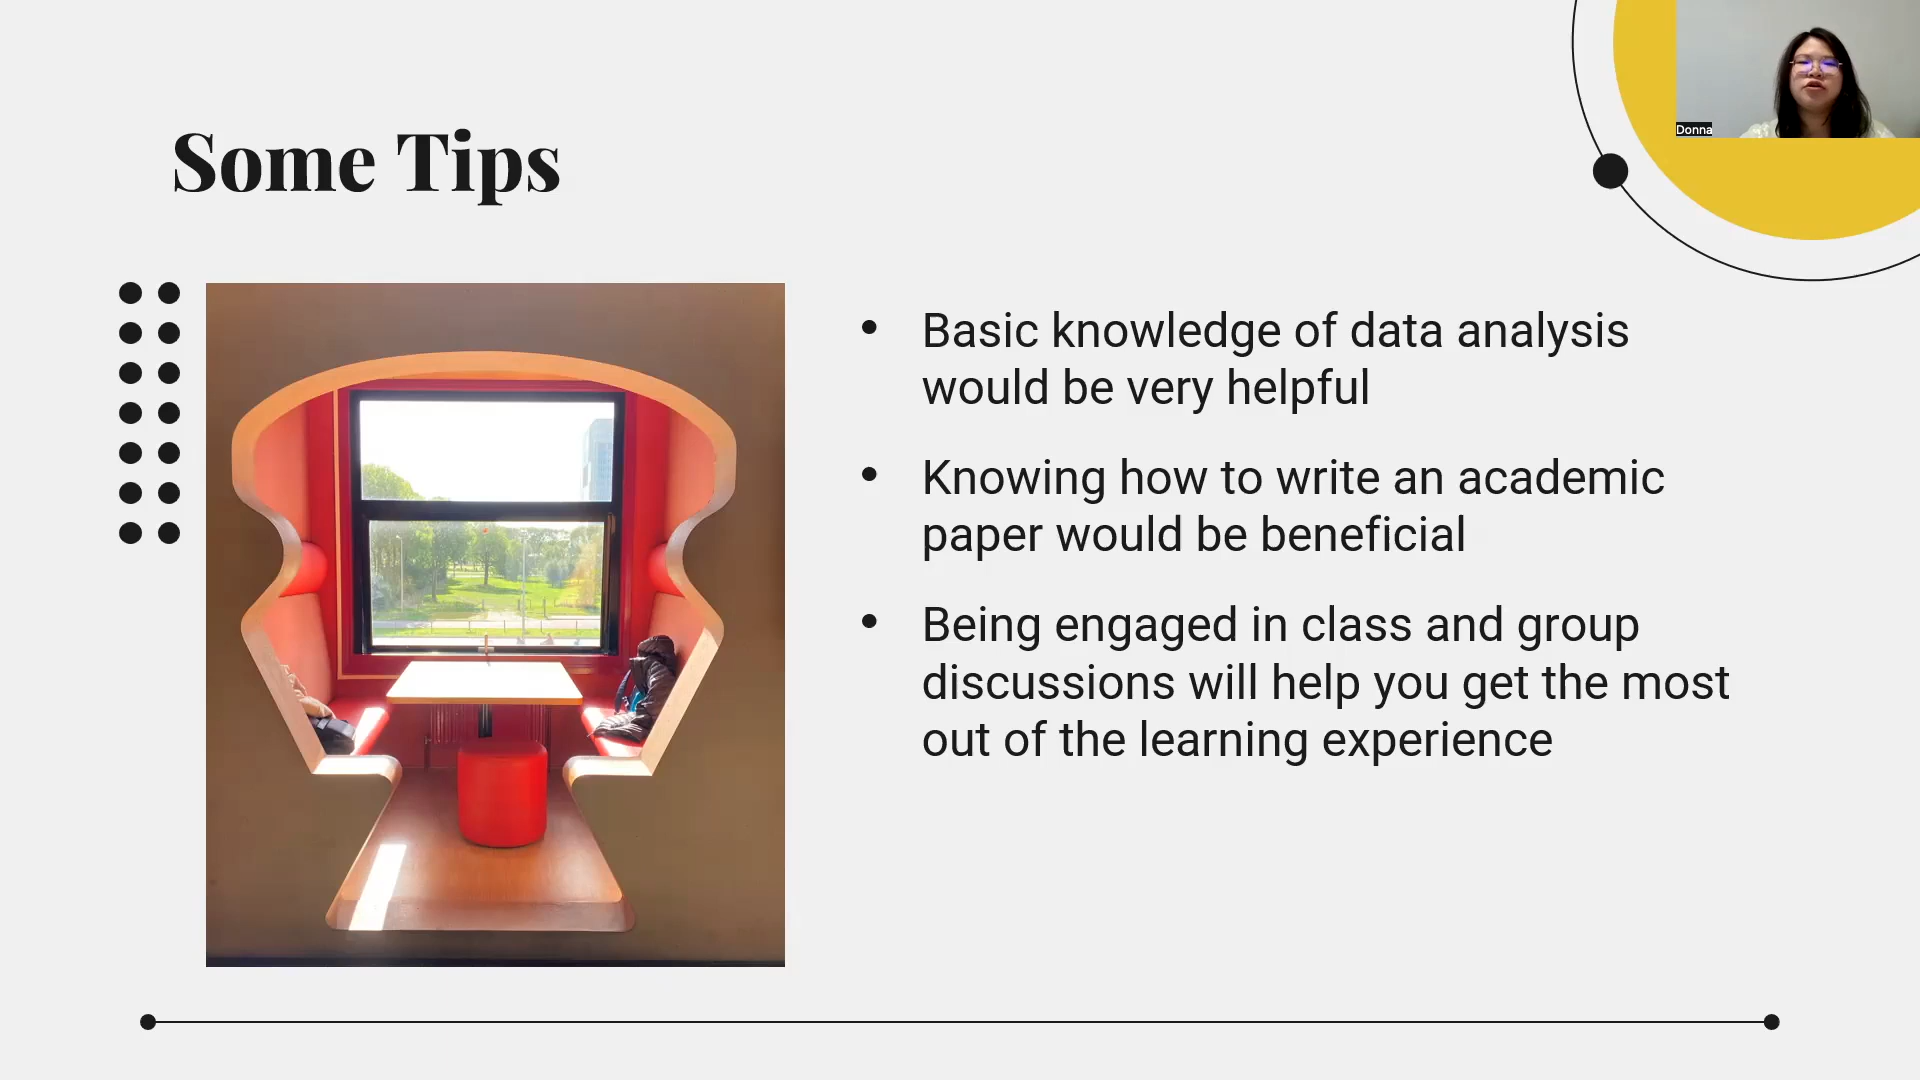 Donna
Some Tips
• Basic knowledge of data analysis
would be very helpful
• Knowing how to write an academic
paper would be beneficial
• Being engaged in class and group
discussions will help you get the most
out of the learning experience